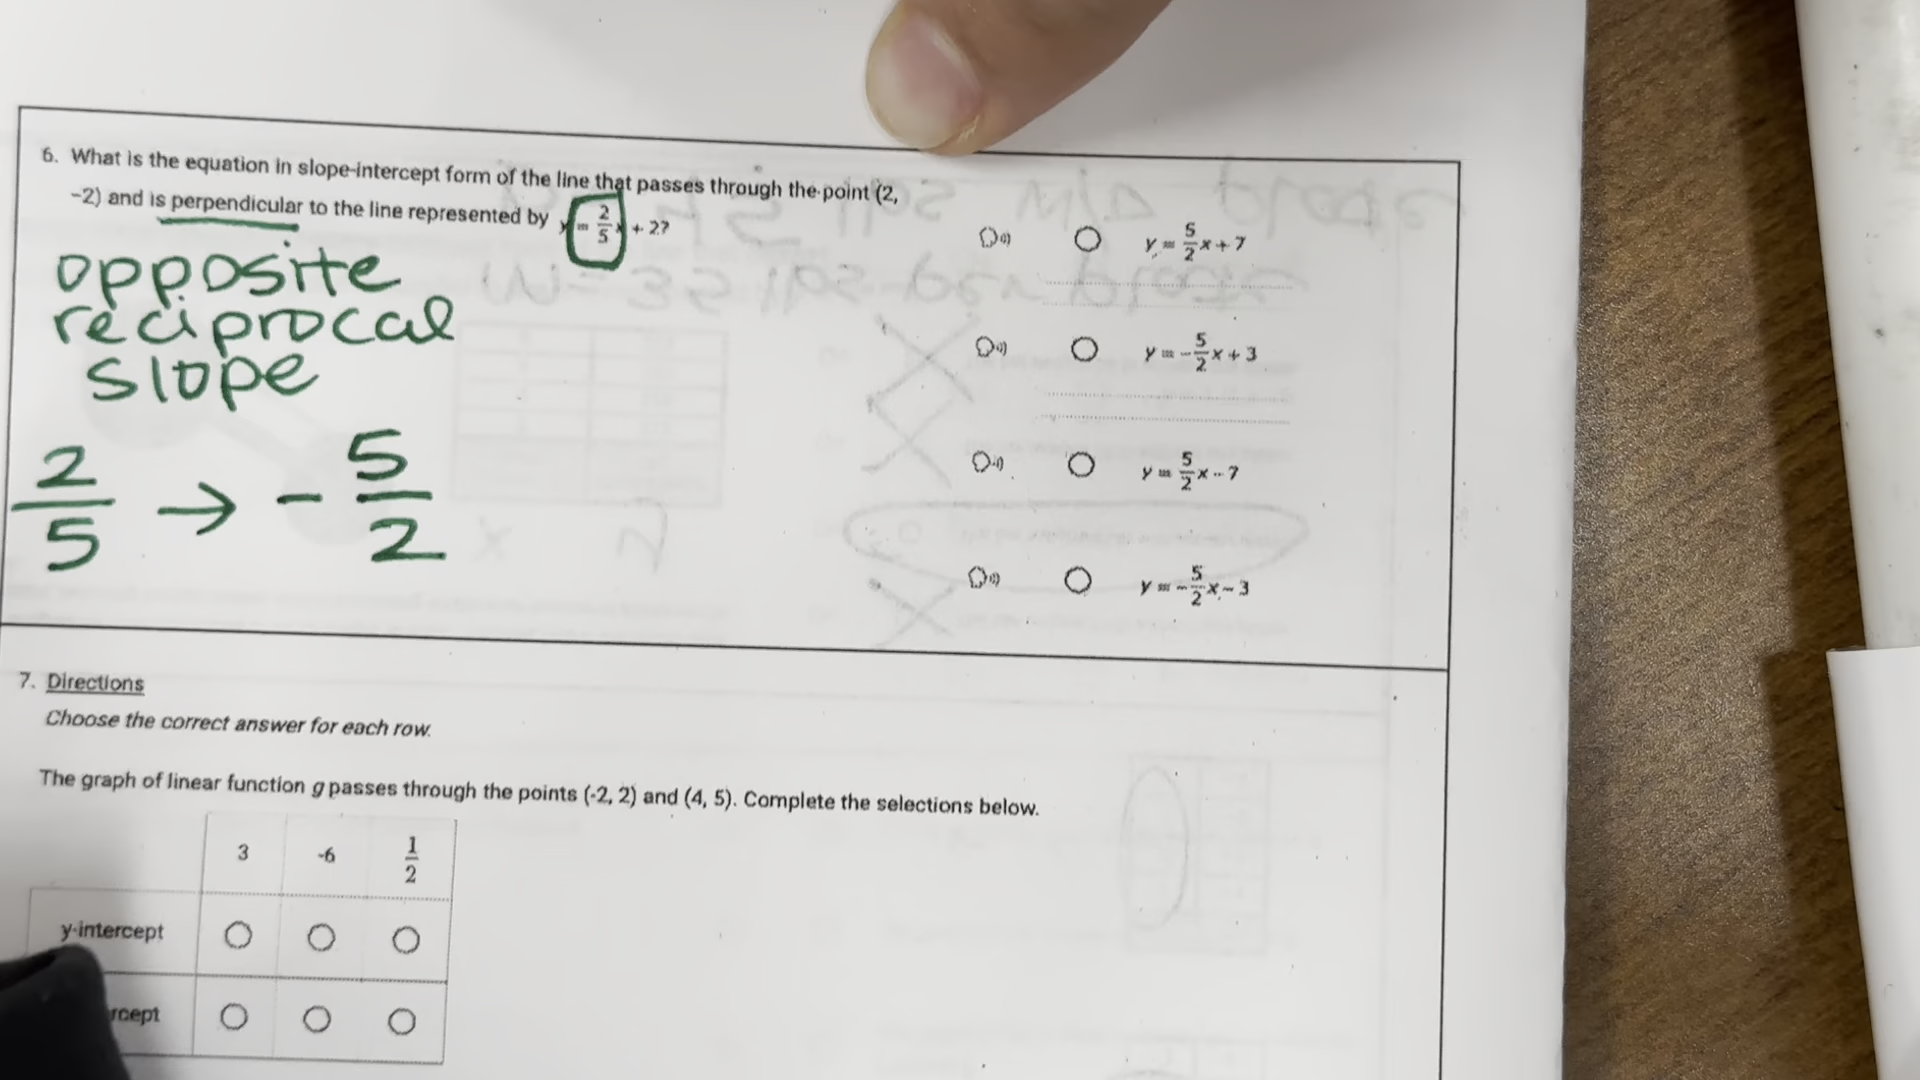 6. What is the equation in slope-intercept form of the line that passes through the point (2,
-2) and is perpendicular to the line represented by y = 2/5 x + 2?
opposite
reciprocal
slope
2/5 → - 5/2
y = 5/2 x + 7
y = - 5/2 x + 3
y = 5/2 x - 7
y = - 5/2 x - 3
7. Directions
Choose the correct answer for each row.
The graph of linear function g passes through the points (-2, 2) and (4, 5). Complete the selections below.
3 -6 1/2
y-intercept
rcept